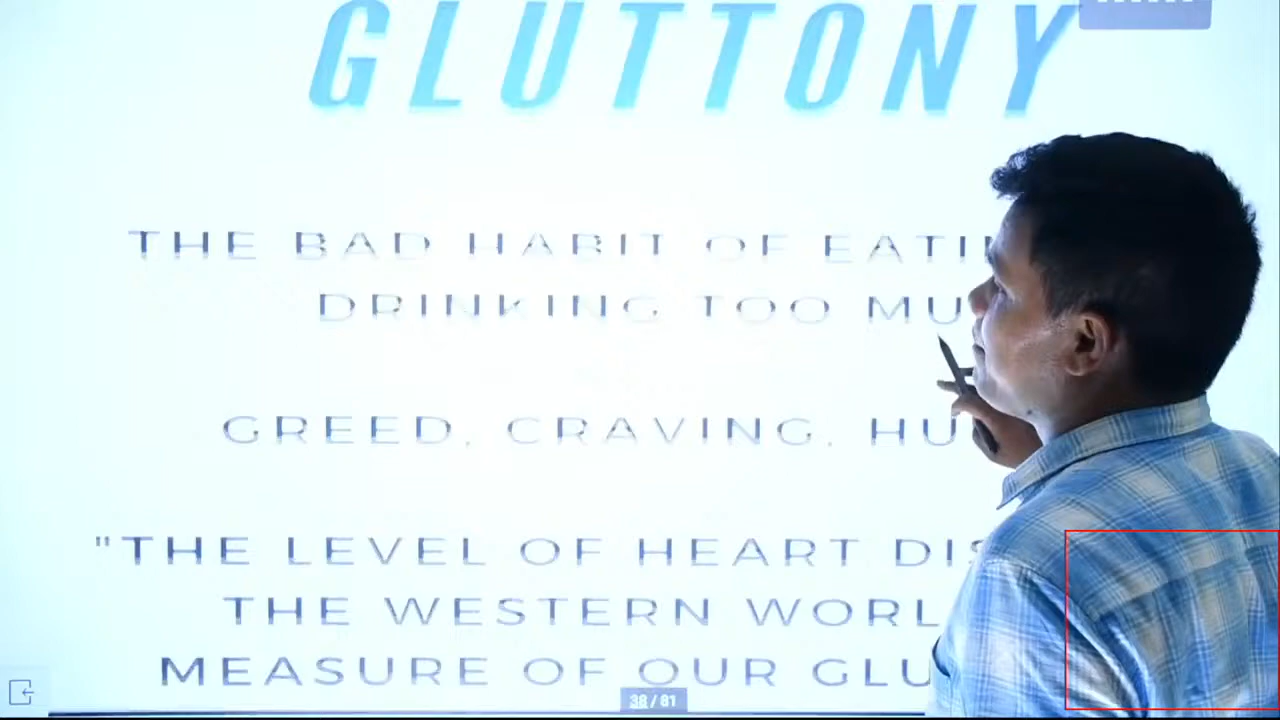 GLUTTONY
THE BAD HABIT OF EATI
DRINKING TOO MU
GREED, CRAVING, HU
"THE LEVEL OF HEART DIS
THE WESTERN WORL
MEASURE OF OUR GLU
38 / 81